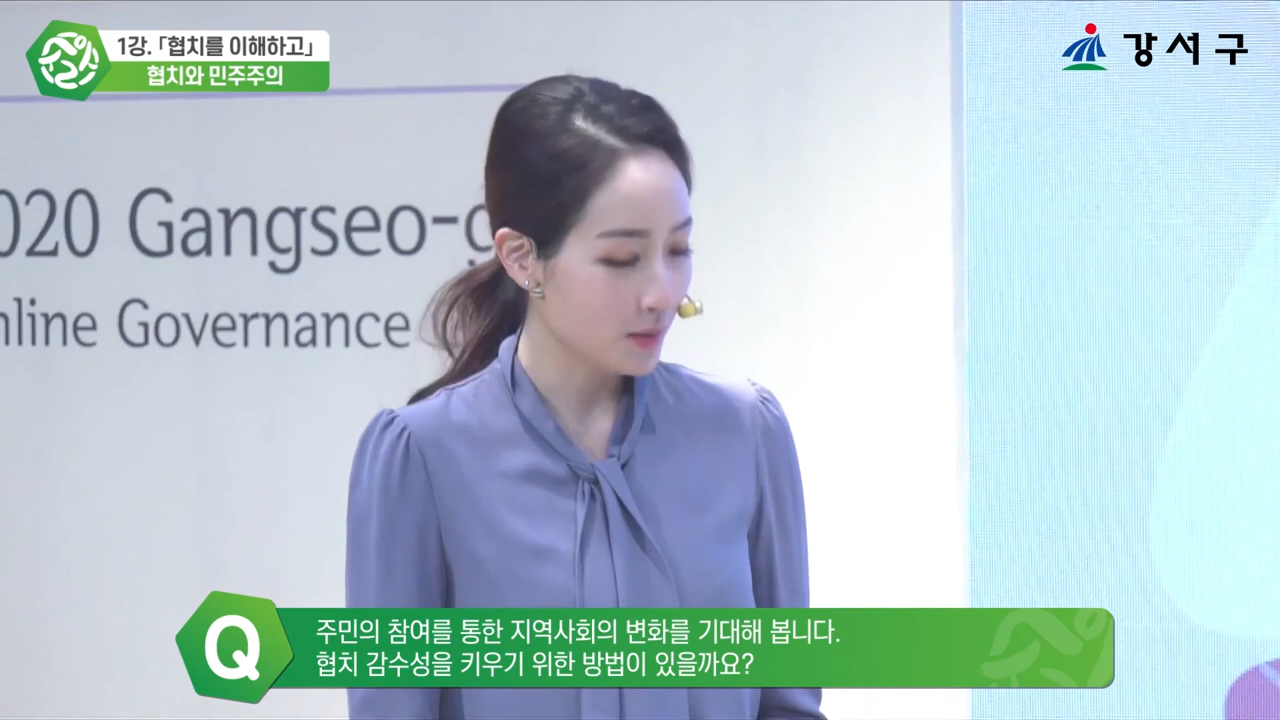 1강. 「협치를 이해하고」
협치와 민주주의
강서구
020 Gangseo-g
nline Governance
Q
주민의 참여를 통한 지역사회의 변화를 기대해 봅니다.
협치 감수성을 키우기 위한 방법이 있을까요?